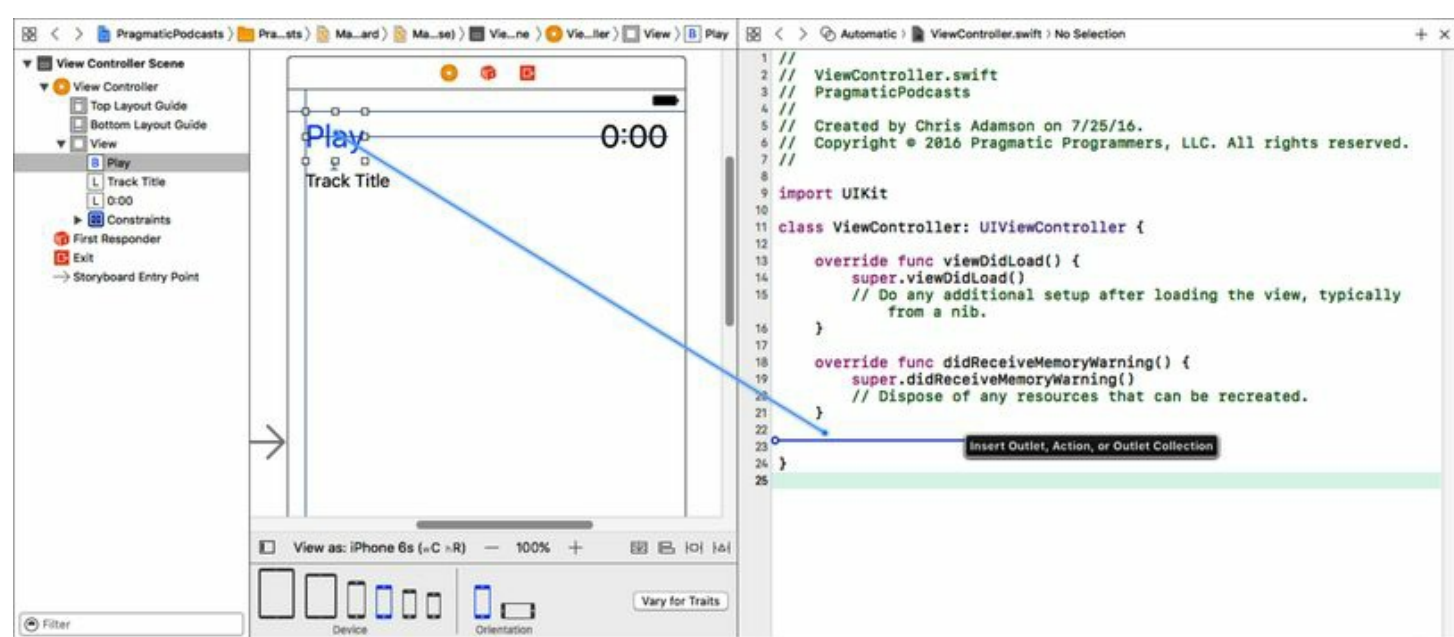 PragmaticPodcasts
Pra...sts
Ma...ard
Ma...se)
Vie...ne
Vie...ller
View
B Play
Automatic
ViewController.swift
No Selection
View Controller Scene
View Controller
Top Layout Guide
Bottom Layout Guide
View
B Play
L Track Title
L 0:00
Constraints
First Responder
Exit
Storyboard Entry Point
Filter
Play
0:00
Track Title
View as: iPhone 6s (wC hR)
100%
Device
Orientation
Vary for Traits
1 //
2 // ViewController.swift
3 // PragmaticPodcasts
4 //
5 // Created by Chris Adamson on 7/25/16.
6 // Copyright © 2016 Pragmatic Programmers, LLC. All rights reserved.
7 //
8
9 import UIKit
10
11 class ViewController: UIViewController {
12
13 override func viewDidLoad() {
14 super.viewDidLoad()
15 // Do any additional setup after loading the view, typically
from a nib.
16 }
17
18 override func didReceiveMemoryWarning() {
19 super.didReceiveMemoryWarning()
20 // Dispose of any resources that can be recreated.
21 }
22
23
Insert Outlet, Action, or Outlet Collection
24 }
25